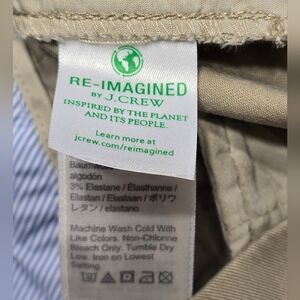 RE-IMAGINED
BY J.CREW
INSPIRED BY THE PLANET
AND ITS PEOPLE.
Learn more at
jcrew.com/reimagined
algodón
3% Elastane / Élasthanne /
Elastan / Elastaan / ポリウ
レタン / elastano
Machine Wash Cold With
Like Colors. Non-Chlorine
Bleach Only. Tumble Dry
Low. Iron on Lowest
Setting.